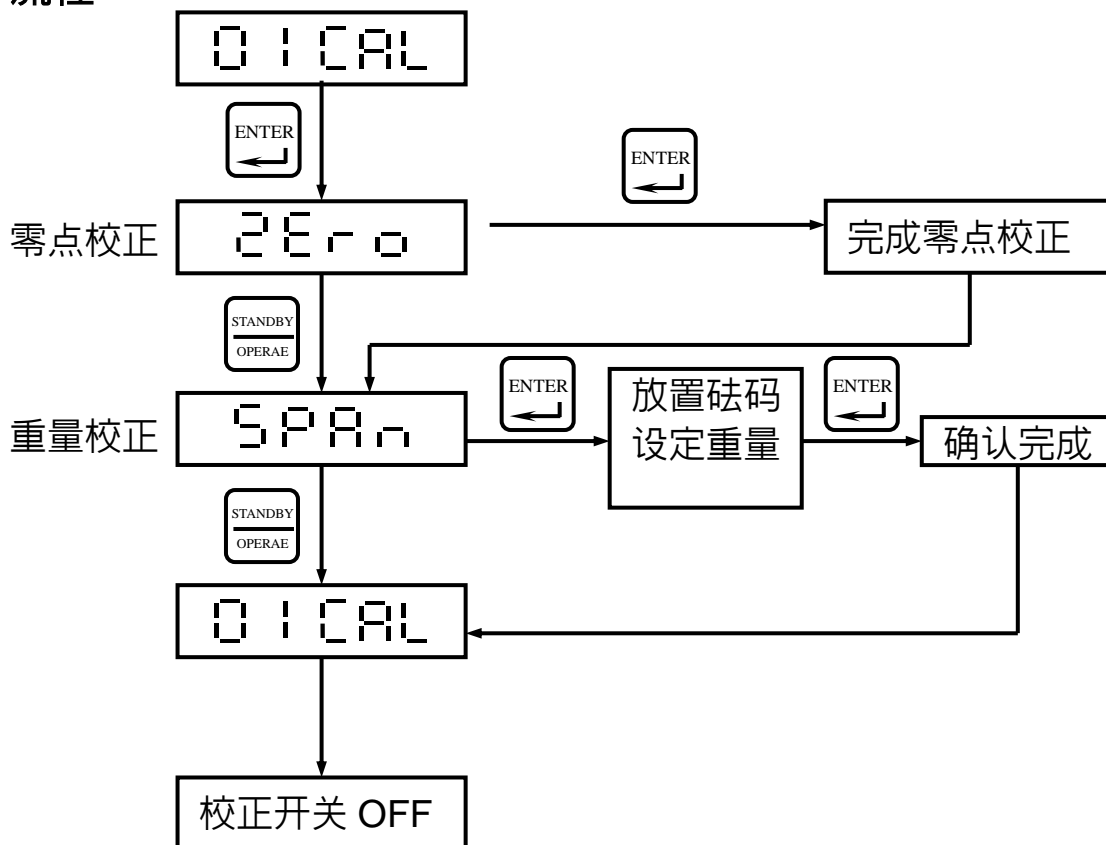 流程
01CAL
ENTER
ENTER
零点校正
ZEro
完成零点校正
STANDBY
OPERAE
重量校正
SPAn
ENTER
放置砝码
设定重量
ENTER
确认完成
STANDBY
OPERAE
01CAL
校正开关 OFF